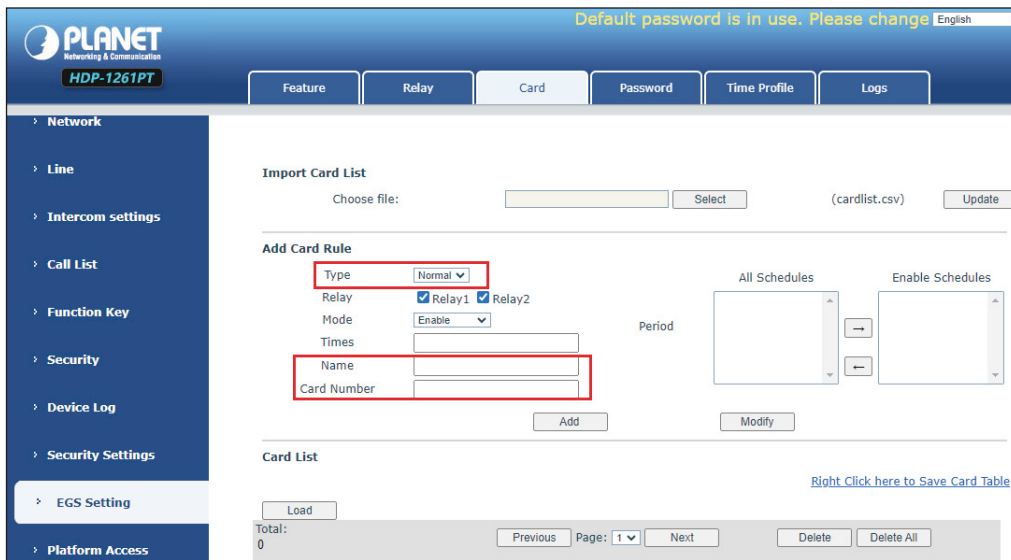 Default password is in use. Please change English
PLANET
Networking & Communication
HDP-1261PT
Feature Relay Card Password Time Profile Logs
› Network
› Line
› Intercom settings
› Call List
› Function Key
› Security
› Device Log
› Security Settings
› EGS Setting
› Platform Access
Import Card List
Choose file: Select (cardlist.csv) Update
Add Card Rule
Type Normal All Schedules Enable Schedules
Relay Relay1 Relay2
Mode Enable Period →
Times
Name ←
Card Number
Add Modify
Card List
Right Click here to Save Card Table
Load
Total:
0 Previous Page: 1 Next Delete Delete All